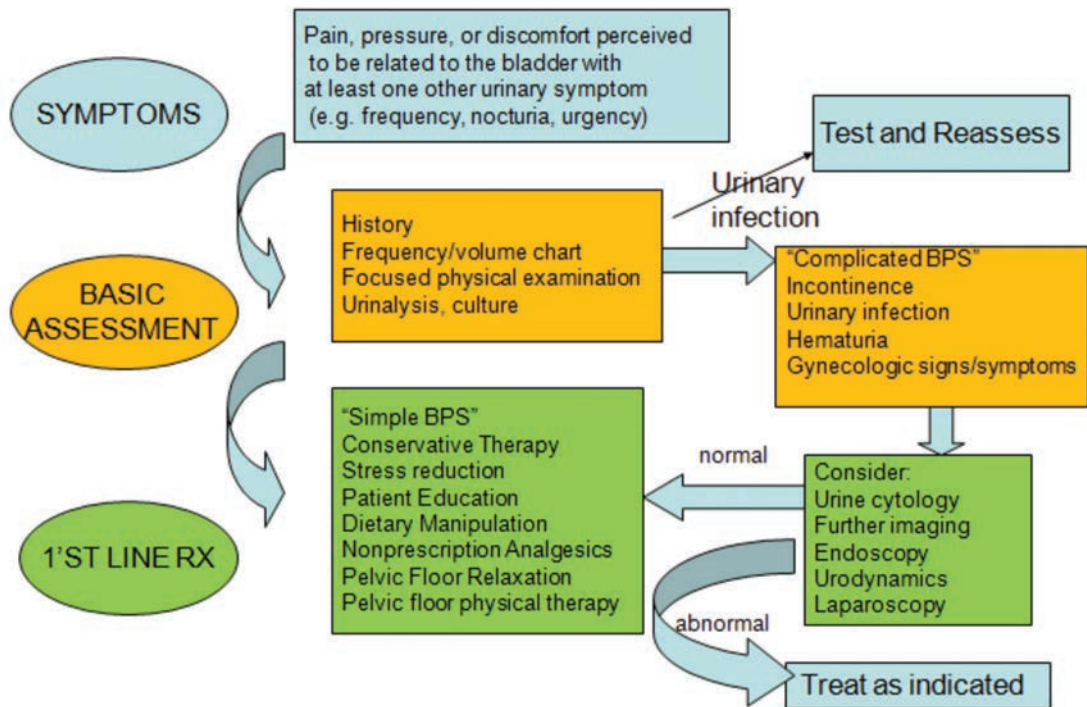 SYMPTOMS
Pain, pressure, or discomfort perceived
to be related to the bladder with
at least one other urinary symptom
(e.g. frequency, nocturia, urgency)
Test and Reassess
Urinary
infection
BASIC
ASSESSMENT
History
Frequency/volume chart
Focused physical examination
Urinalysis, culture
“Complicated BPS”
Incontinence
Urinary infection
Hematuria
Gynecologic signs/symptoms
1'ST LINE RX
“Simple BPS”
Conservative Therapy
Stress reduction
Patient Education
Dietary Manipulation
Nonprescription Analgesics
Pelvic Floor Relaxation
Pelvic floor physical therapy
normal
Consider:
Urine cytology
Further imaging
Endoscopy
Urodynamics
Laparoscopy
abnormal
Treat as indicated